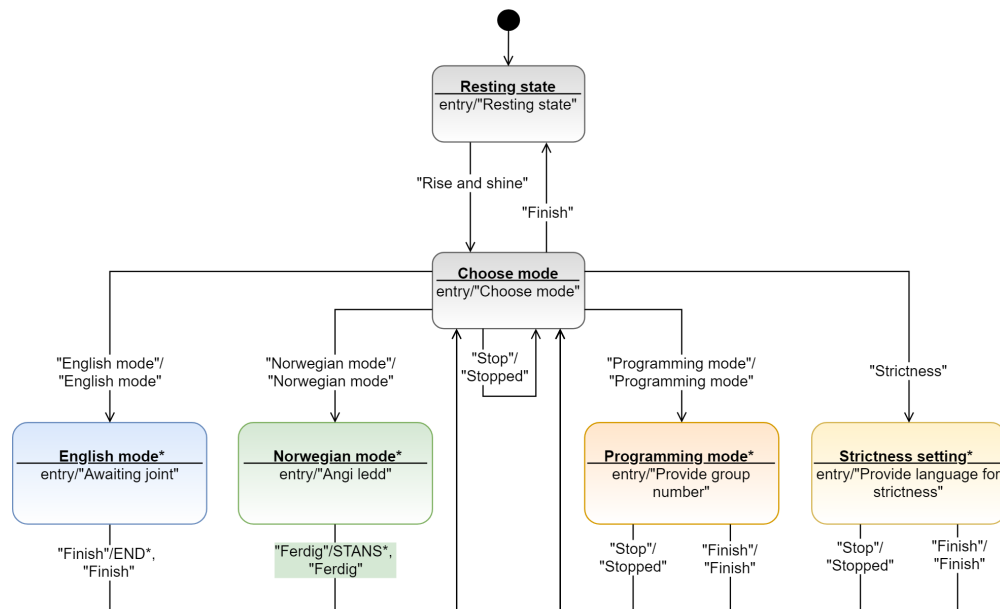 Resting state
entry/"Resting state"
"Rise and shine"
"Finish"
Choose mode
entry/"Choose mode"
"English mode"/
"English mode"
"Norwegian mode"/
"Norwegian mode"
"Stop"/
"Stopped"
"Programming mode"/
"Programming mode"
"Strictness"
English mode*
entry/"Awaiting joint"
Norwegian mode*
entry/"Angi ledd"
Programming mode*
entry/"Provide group
number"
Strictness setting*
entry/"Provide language for
strictness"
"Finish"/END*,
"Finish"
"Ferdig"/STANS*,
"Ferdig"
"Stop"/
"Stopped"
"Finish"/
"Finish"
"Stop"/
"Stopped"
"Finish"/
"Finish"